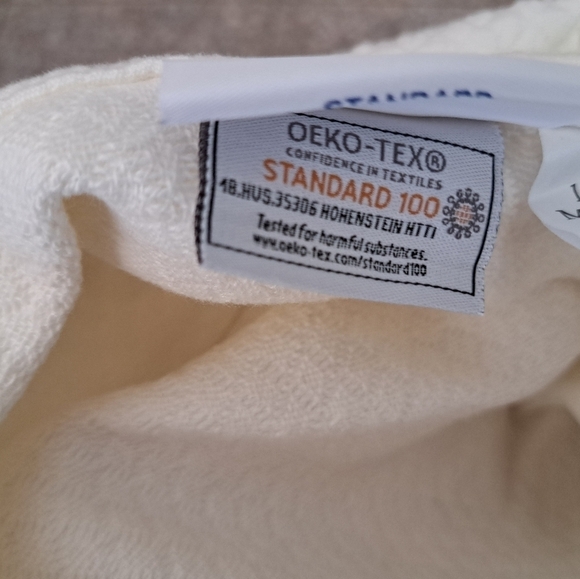 STANDARD
OEKO-TEX®
CONFIDENCE IN TEXTILES
STANDARD 100
18.HUS.35306 HOHENSTEIN HTTI
Tested for harmful substances.
www.oeko-tex.com/standard100